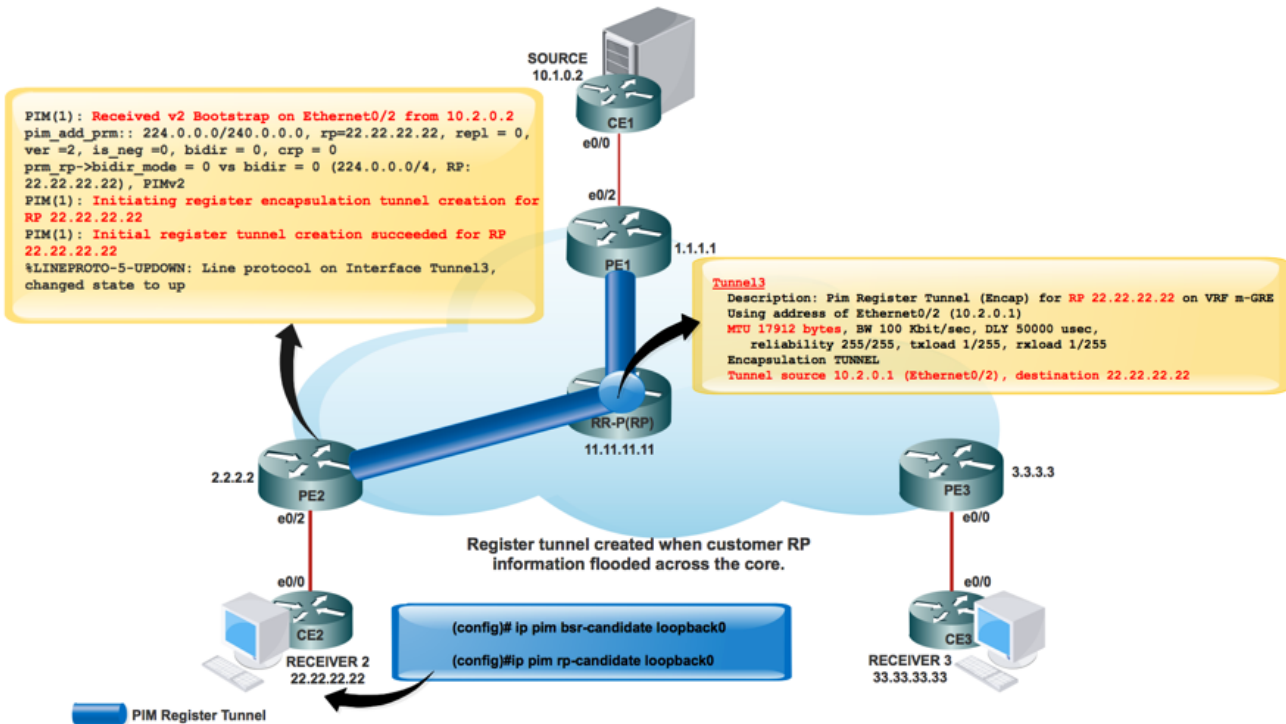 SOURCE
10.1.0.2
CE1
e0/0
e0/2
PE1
1.1.1.1
PIM(1): Received v2 Bootstrap on Ethernet0/2 from 10.2.0.2
pim_add_prm:: 224.0.0.0/240.0.0.0, rp=22.22.22.22, repl = 0,
ver =2, is_neg =0, bidir = 0, crp = 0
prm_rp->bidir_mode = 0 vs bidir = 0 (224.0.0.0/4, RP:
22.22.22.22), PIMv2
PIM(1): Initiating register encapsulation tunnel creation for
RP 22.22.22.22
PIM(1): Initial register tunnel creation succeeded for RP
22.22.22.22
%LINEPROTO-5-UPDOWN: Line protocol on Interface Tunnel3,
changed state to up
Tunnel3
Description: Pim Register Tunnel (Encap) for RP 22.22.22.22 on VRF m-GRE
Using address of Ethernet0/2 (10.2.0.1)
MTU 17912 bytes, BW 100 Kbit/sec, DLY 50000 usec,
reliability 255/255, txload 1/255, rxload 1/255
Encapsulation TUNNEL
Tunnel source 10.2.0.1 (Ethernet0/2), destination 22.22.22.22
RR-P(RP)
11.11.11.11
2.2.2.2
PE2
e0/2
3.3.3.3
PE3
e0/0
Register tunnel created when customer RP
information flooded across the core.
e0/0
CE2
RECEIVER 2
22.22.22.22
(config)# ip pim bsr-candidate loopback0
(config)#ip pim rp-candidate loopback0
e0/0
CE3
RECEIVER 3
33.33.33.33
PIM Register Tunnel